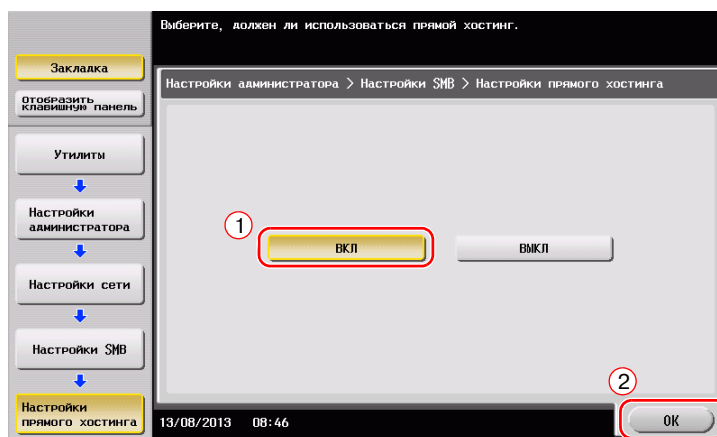 Выберите, должен ли использоваться прямой хостинг.
Закладка
Отобразить
клавишную панель
Настройки администратора > Настройки SMB > Настройки прямого хостинга
Утилиты
Настройки
администратора
Настройки сети
Настройки SMB
Настройки
прямого хостинга
1
ВКЛ
ВЫКЛ
2
13/08/2013 08:46
OK